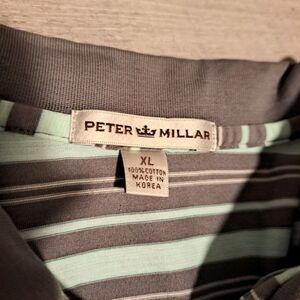 PETER MILLAR
XL
100% COTTON
MADE IN
KOREA